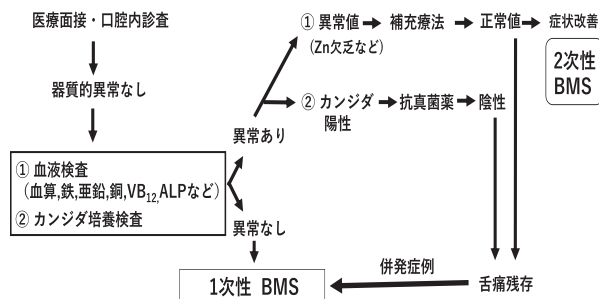 医療面接・口腔内診査
器質的異常なし
① 血液検査
（血算,鉄,亜鉛,銅,VB12,ALPなど）
② カンジダ培養検査
異常あり
異常なし
① 異常値
（Zn欠乏など）
補充療法
正常値
症状改善
2次性
BMS
② カンジダ
陽性
抗真菌薬
陰性
舌痛残存
併発症例
1次性 BMS